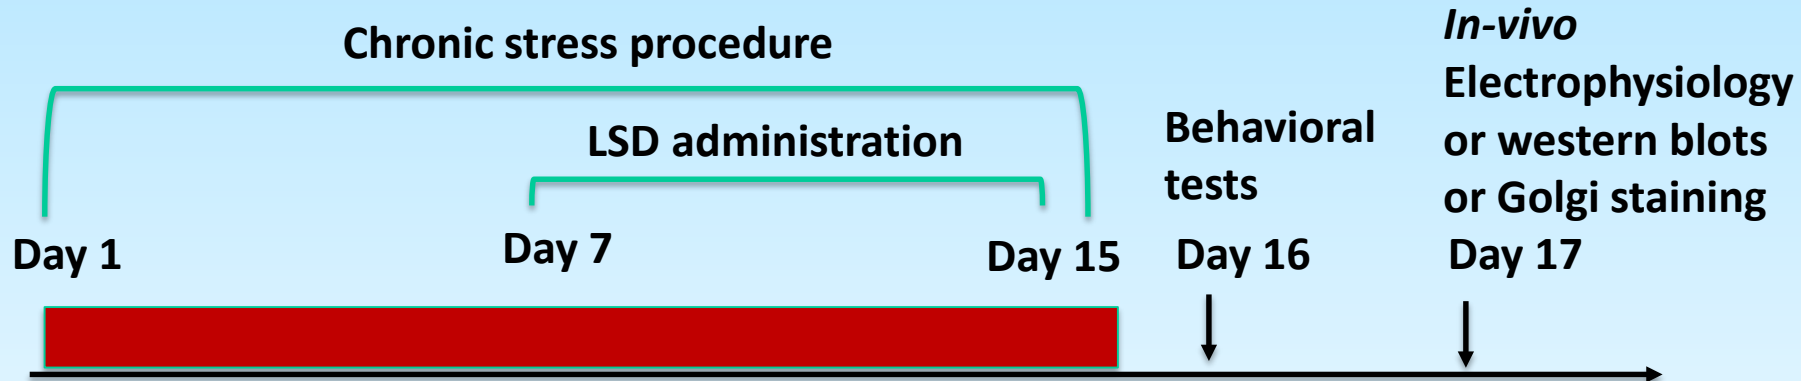 Chronic stress procedure
LSD administration
Day 1
Day 7
Day 15
Behavioral
tests
Day 16
In-vivo
Electrophysiology
or western blots
or Golgi staining
Day 17